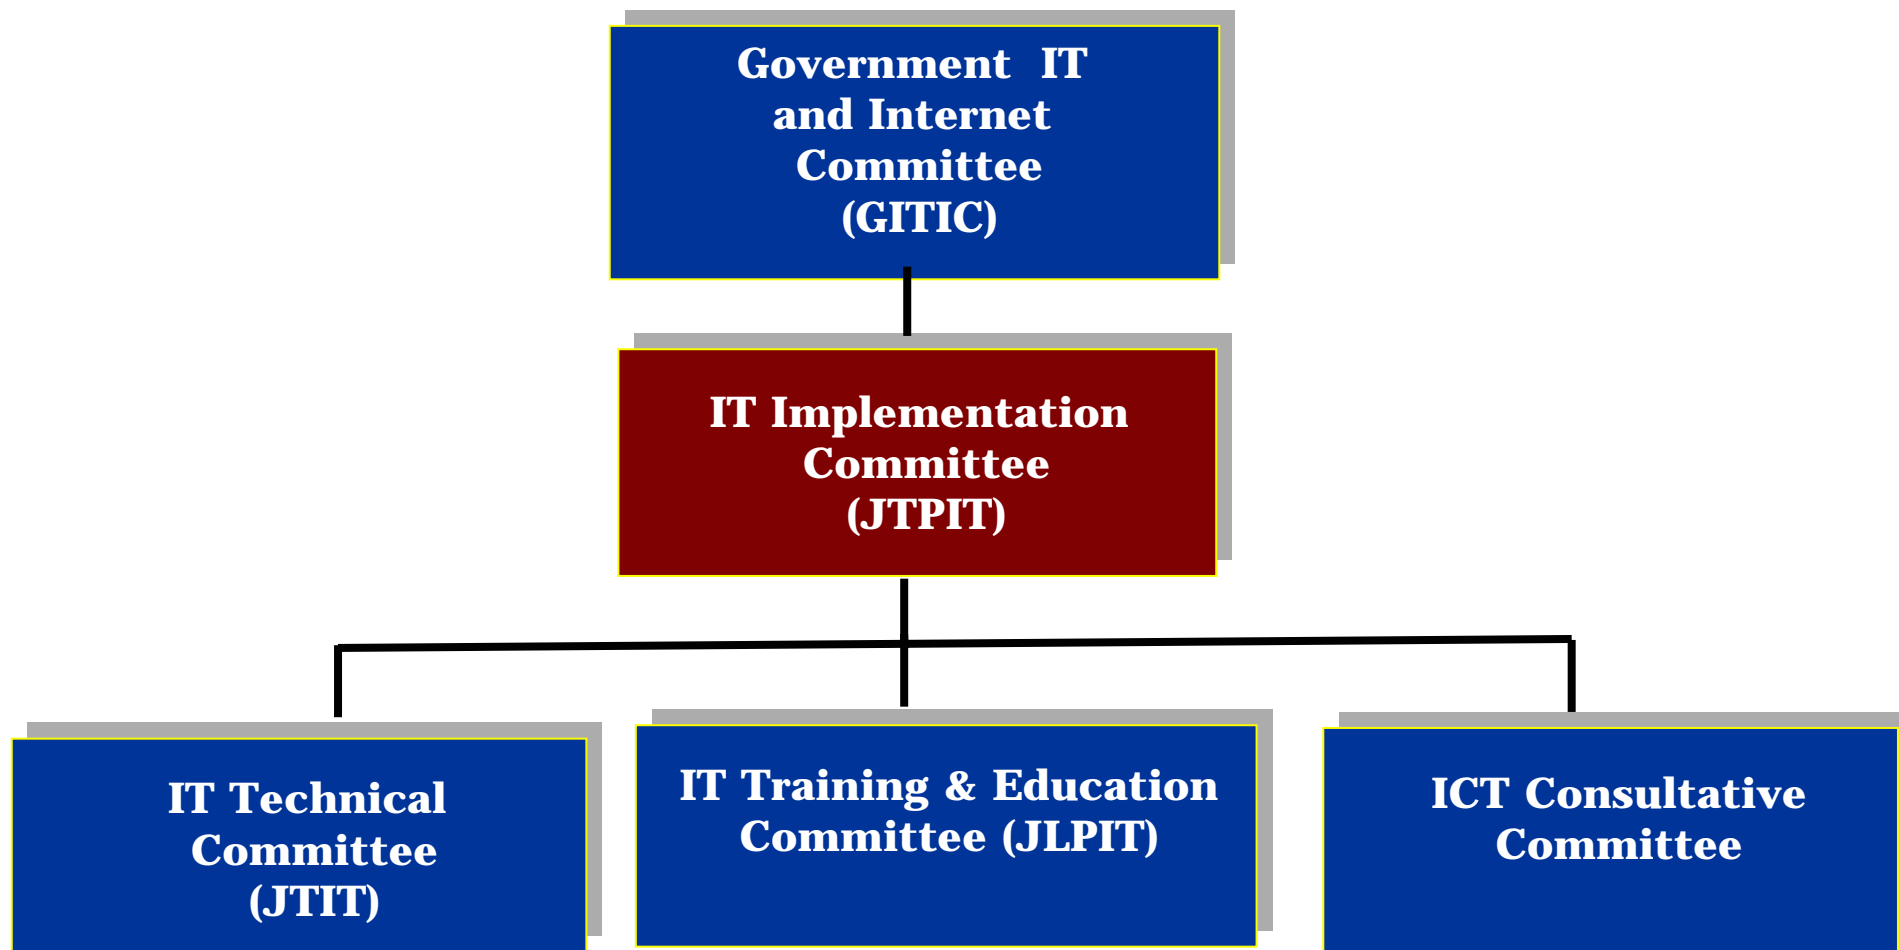 Government IT
and Internet
Committee
(GITIC)
IT Implementation
Committee
(JTPIT)
IT Technical
Committee
(JTIT)
IT Training & Education
Committee (JLPIT)
ICT Consultative
Committee